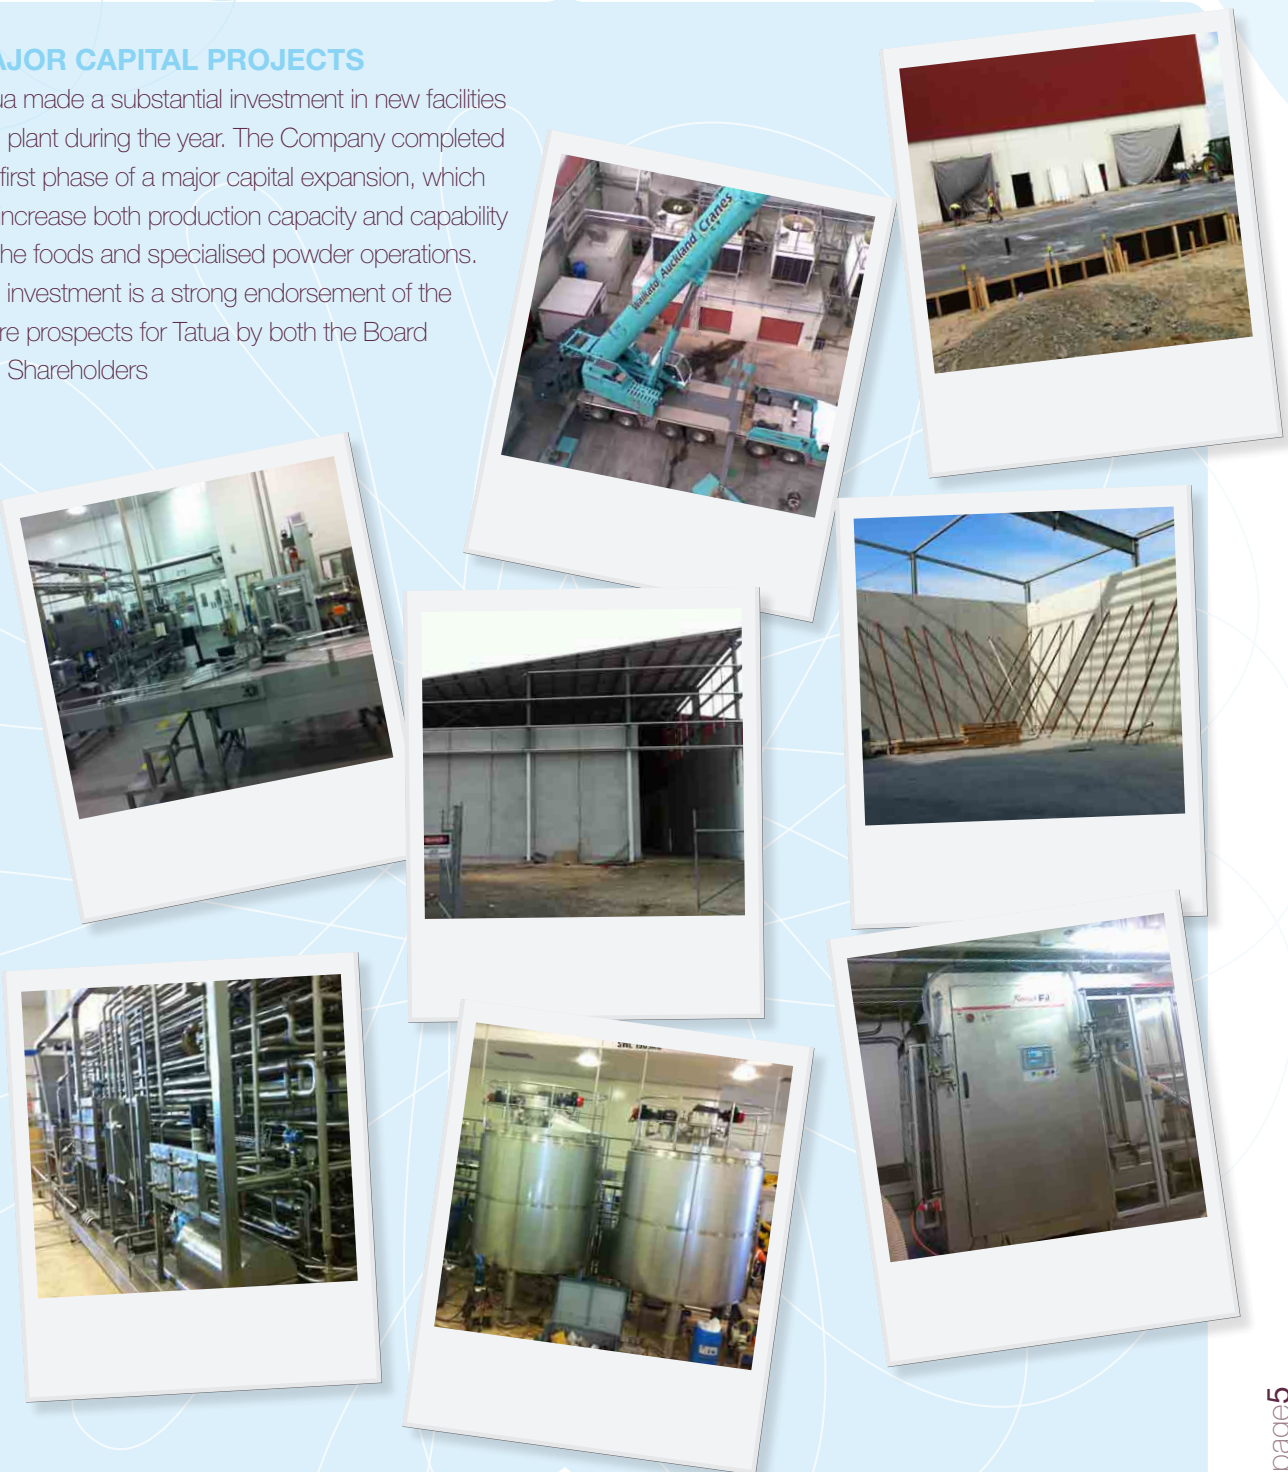 AJOR CAPITAL PROJECTS
ua made a substantial investment in new facilities
plant during the year. The Company completed
first phase of a major capital expansion, which
increase both production capacity and capability
he foods and specialised powder operations.
investment is a strong endorsement of the
re prospects for Tatua by both the Board
Shareholders
Waikato Auckland Cranes
page5